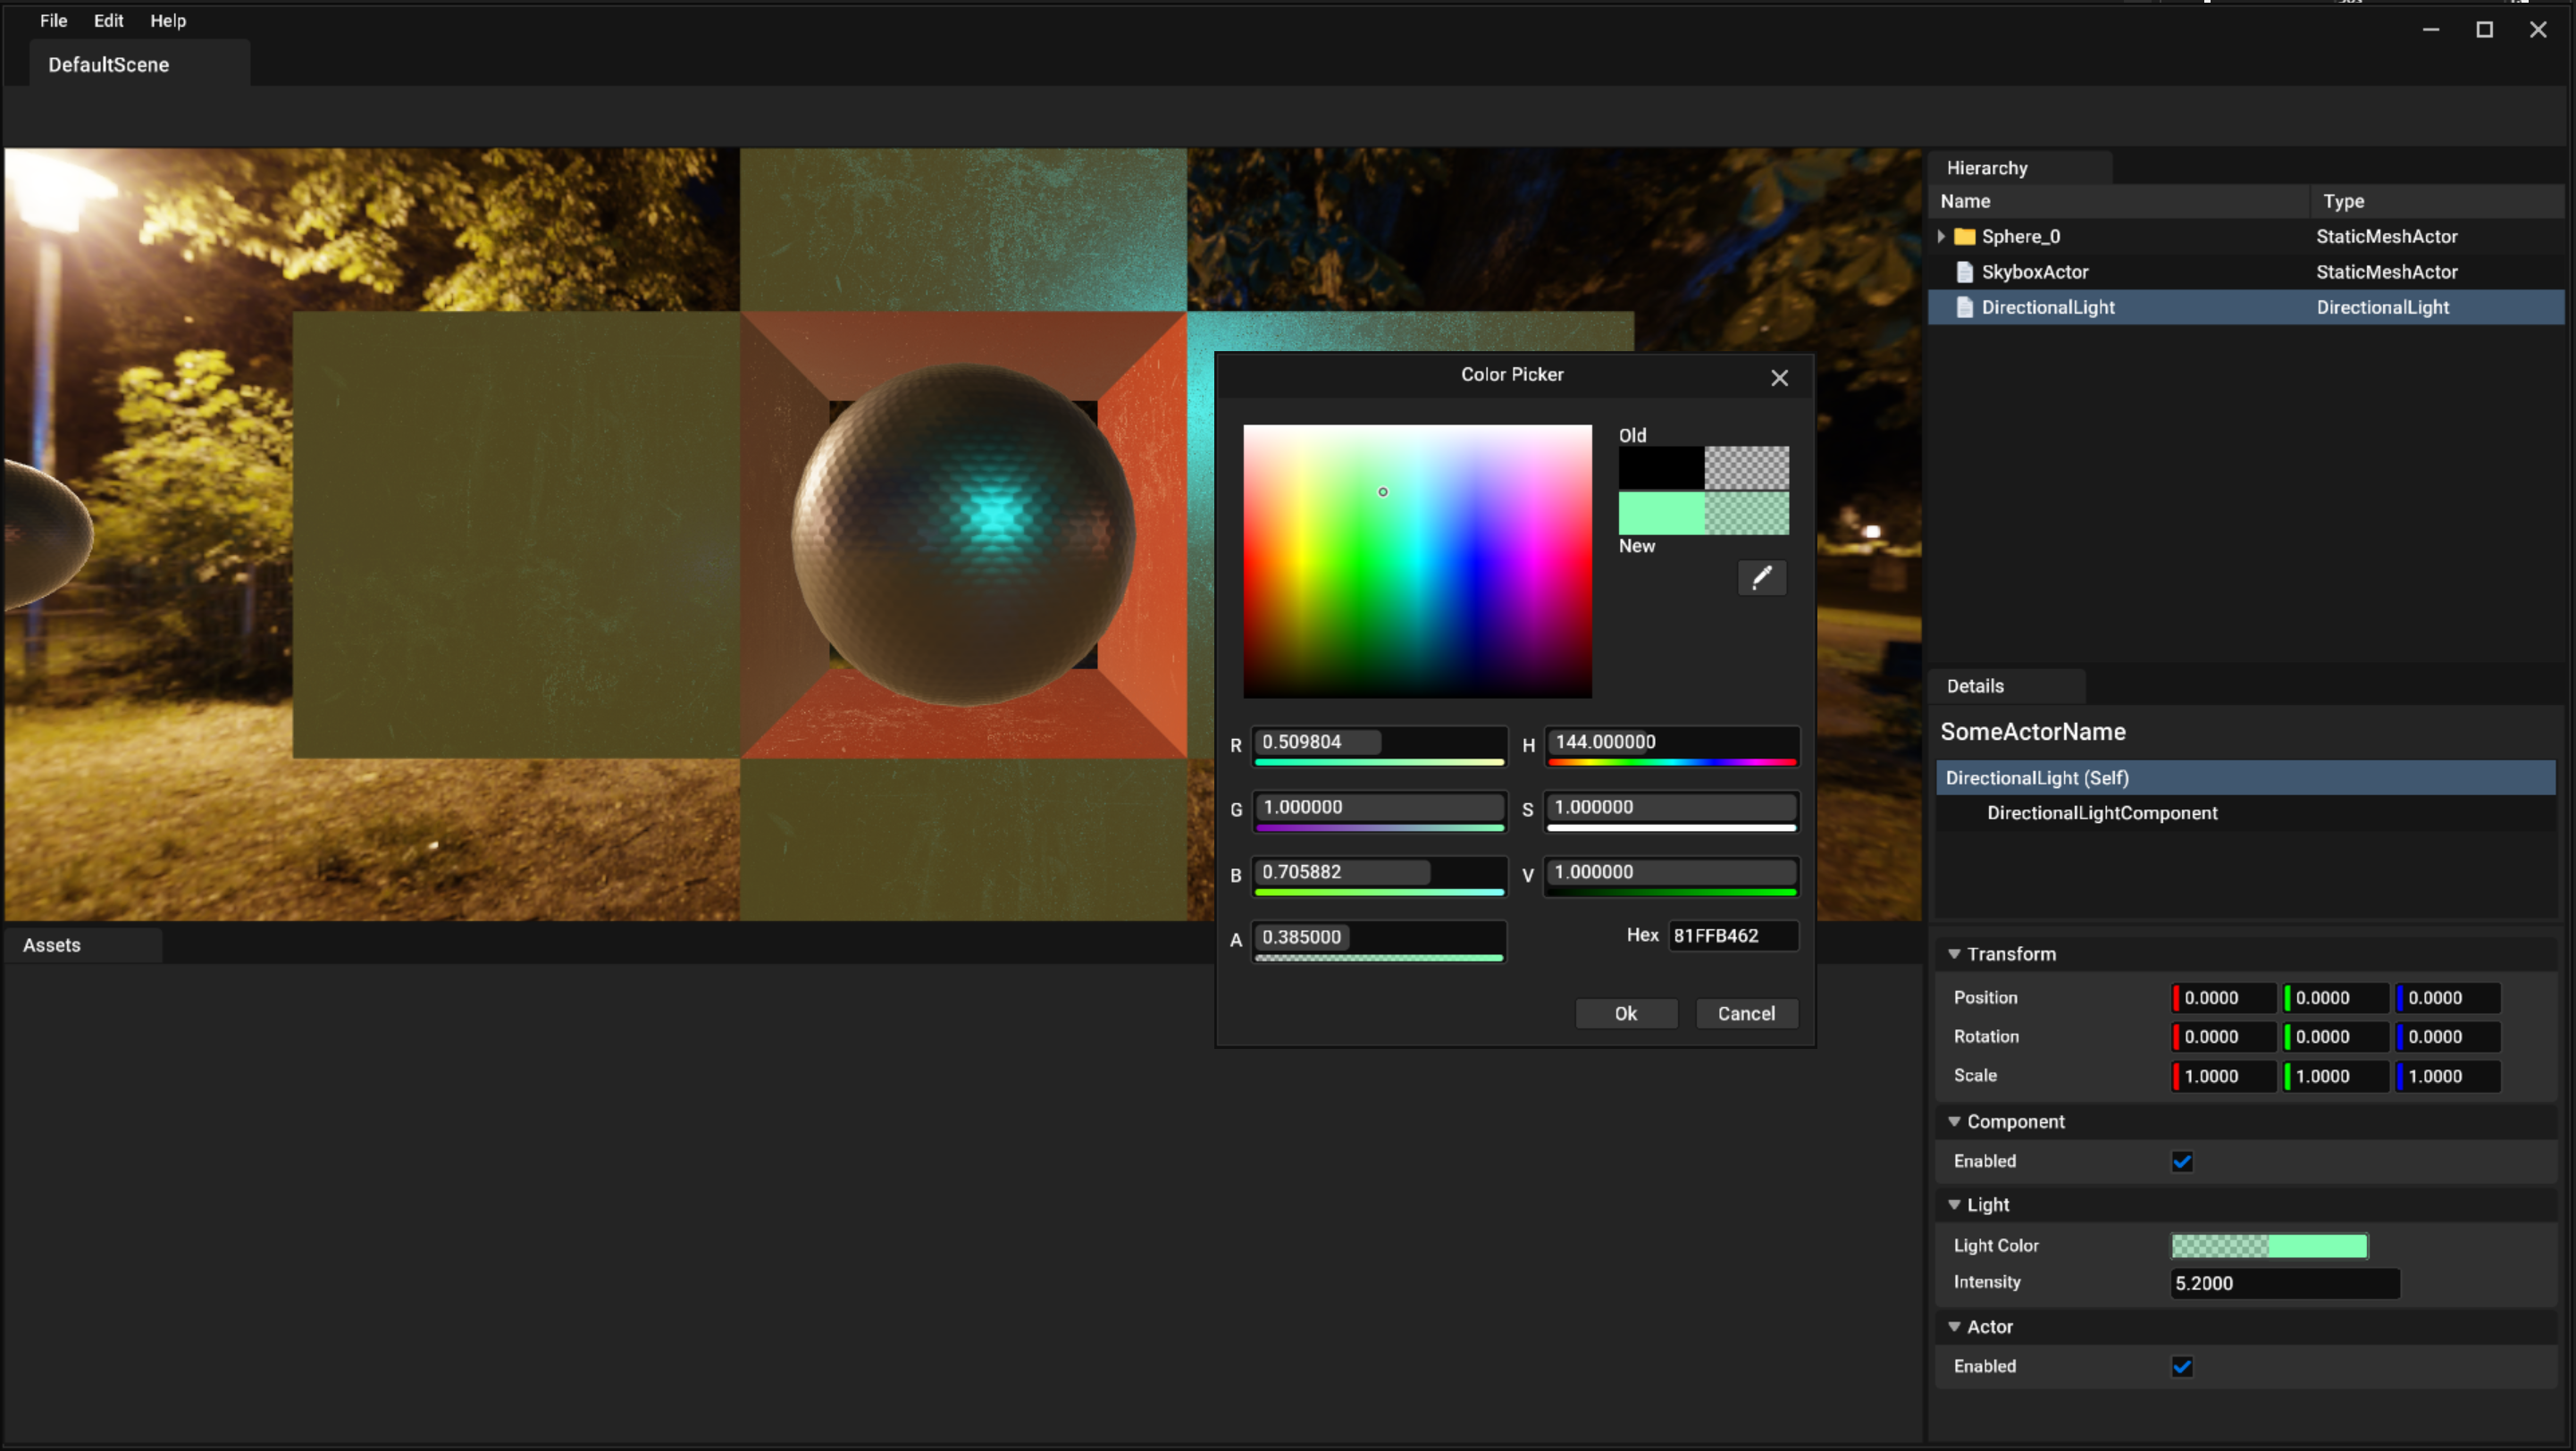 File Edit Help
DefaultScene
Hierarchy
Name Type
Sphere_0 StaticMeshActor
SkyboxActor StaticMeshActor
DirectionalLight DirectionalLight
Color Picker
Old
New
R 0.509804 H 144.000000
G 1.000000 S 1.000000
B 0.705882 V 1.000000
A 0.385000 Hex 81FFB462
Ok Cancel
Details
SomeActorName
DirectionalLight (Self)
DirectionalLightComponent
Transform
Position 0.0000 0.0000 0.0000
Rotation 0.0000 0.0000 0.0000
Scale 1.0000 1.0000 1.0000
Component
Enabled
Light
Light Color
Intensity 5.2000
Actor
Enabled
Assets